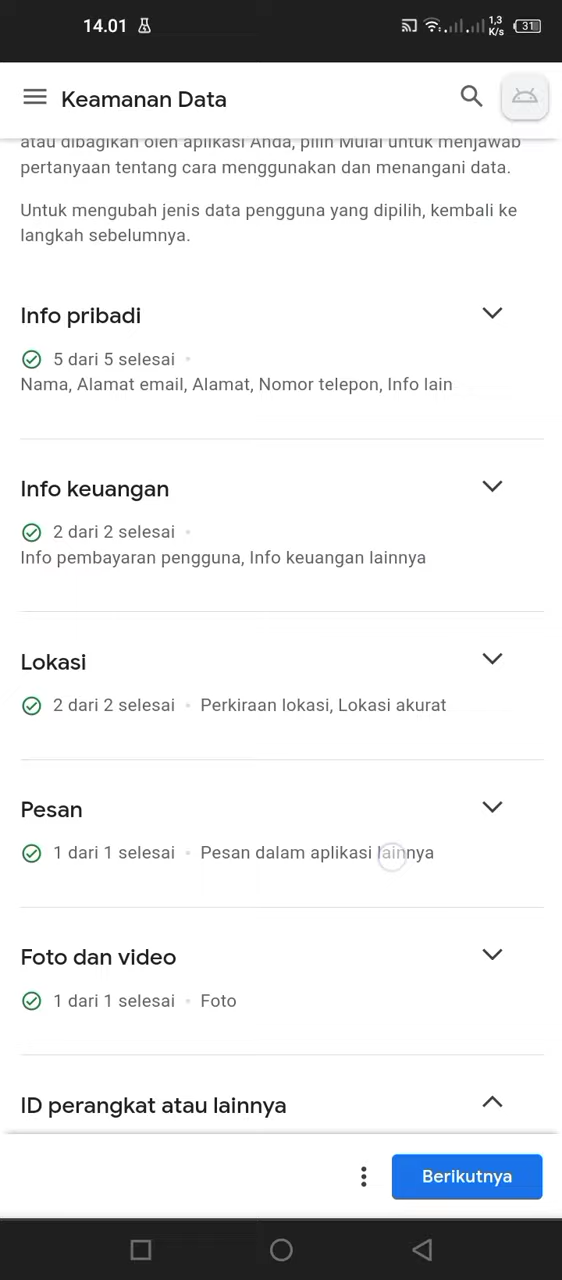 14.01
1,3
K/s
31
Keamanan Data
atau dibagikan oleh aplikasi Anda, pilih Mulai untuk menjawab
pertanyaan tentang cara menggunakan dan menangani data.
Untuk mengubah jenis data pengguna yang dipilih, kembali ke
langkah sebelumnya.
Info pribadi
5 dari 5 selesai •
Nama, Alamat email, Alamat, Nomor telepon, Info lain
Info keuangan
2 dari 2 selesai •
Info pembayaran pengguna, Info keuangan lainnya
Lokasi
2 dari 2 selesai • Perkiraan lokasi, Lokasi akurat
Pesan
1 dari 1 selesai • Pesan dalam aplikasi lainnya
Foto dan video
1 dari 1 selesai • Foto
ID perangkat atau lainnya
Berikutnya